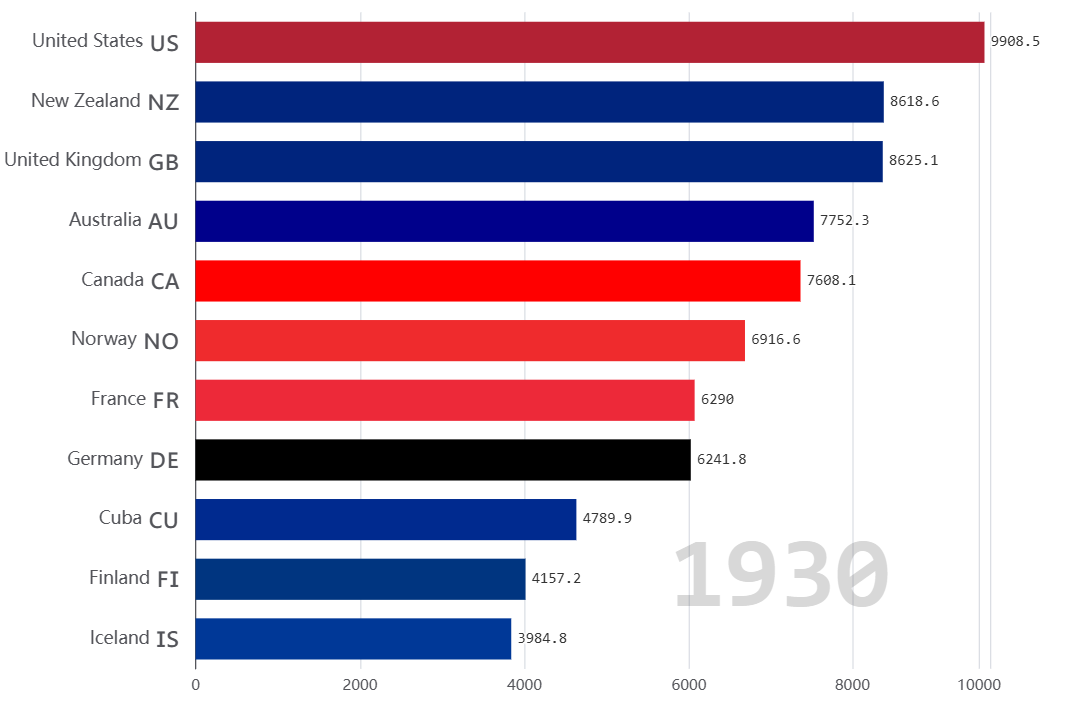 United States US 9908.5
New Zealand NZ 8618.6
United Kingdom GB 8625.1
Australia AU 7752.3
Canada CA 7608.1
Norway NO 6916.6
France FR 6290
Germany DE 6241.8
Cuba CU 4789.9
Finland FI 4157.2
1930
Iceland IS 3984.8
0 2000 4000 6000 8000 10000